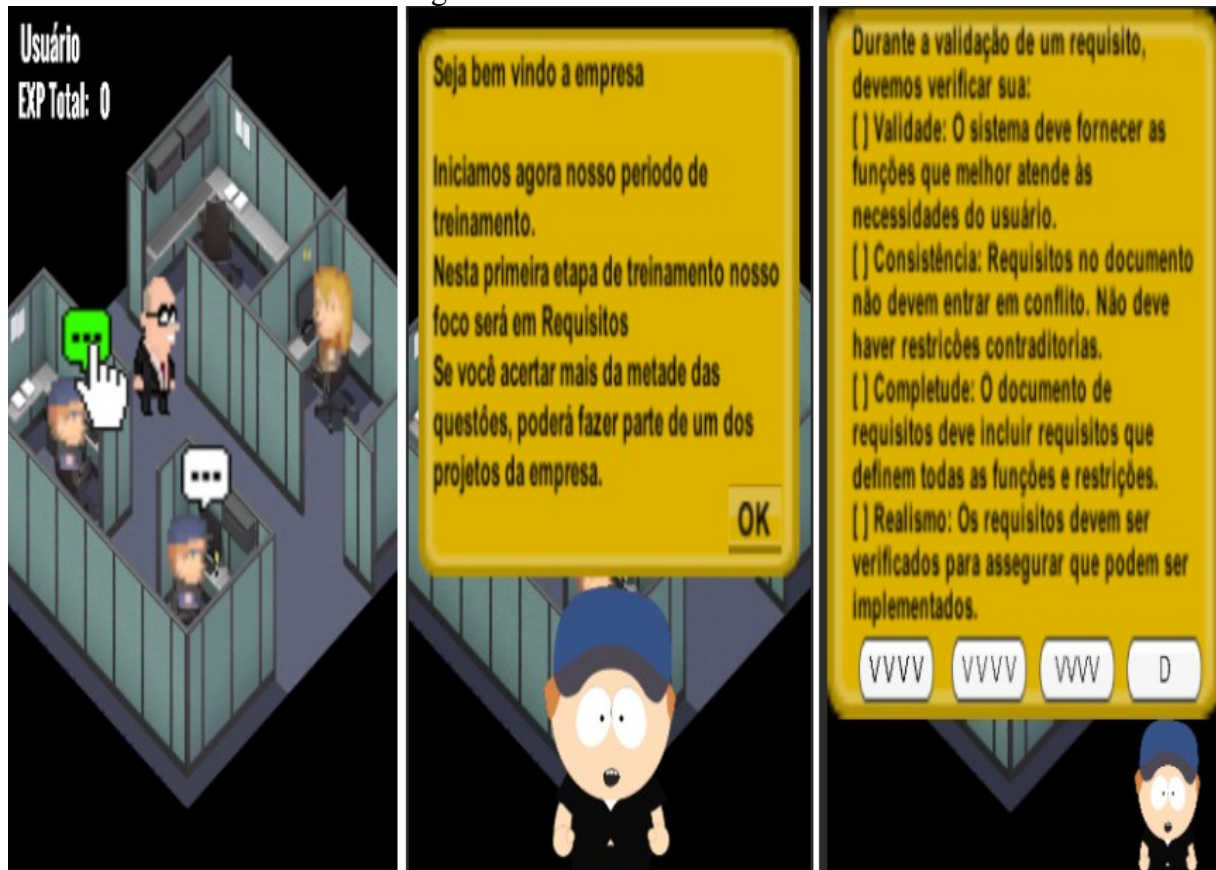 Usuário
EXP Total: 0
Seja bem vindo a empresa
Iniciamos agora nosso periodo de
treinamento.
Nesta primeira etapa de treinamento nosso
foco será em Requisitos
Se você acertar mais da metade das
questões, poderá fazer parte de um dos
projetos da empresa.
OK
Durante a validação de um requisito,
devemos verificar sua:
[ ] Validade: O sistema deve fornecer as
funções que melhor atende às
necessidades do usuário.
[ ] Consistência: Requisitos no documento
não devem entrar em conflito. Não deve
haver restricões contraditorias.
[ ] Completude: O documento de
requisitos deve incluir requisitos que
definem todas as funções e restrições.
[ ] Realismo: Os requisitos devem ser
verificados para assegurar que podem ser
implementados.
VVVV VVVV VVVV D